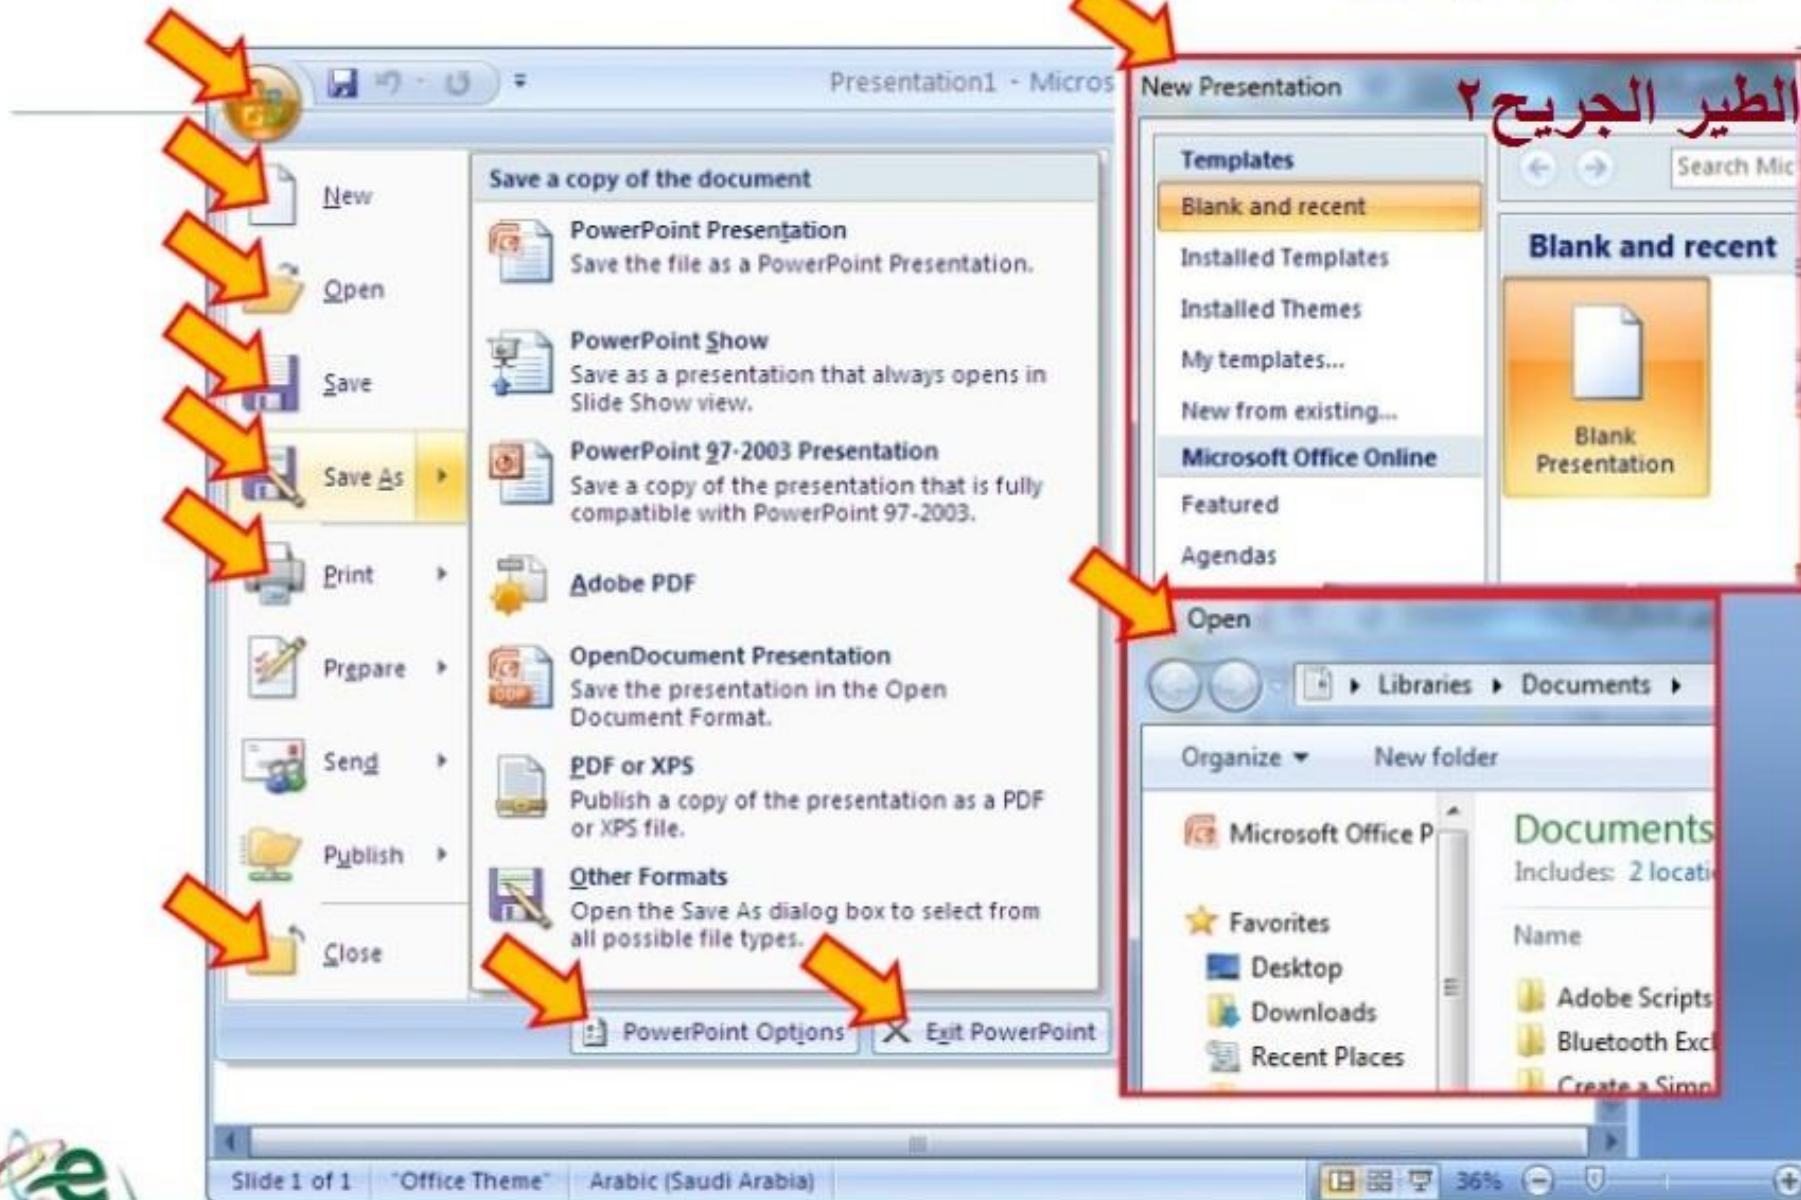 Presentation1 - Micros
New
Open
Save
Save As
Print
Prepare
Send
Publish
Close
Save a copy of the document
PowerPoint Presentation
Save the file as a PowerPoint Presentation.
PowerPoint Show
Save as a presentation that always opens in
Slide Show view.
PowerPoint 97-2003 Presentation
Save a copy of the presentation that is fully
compatible with PowerPoint 97-2003.
Adobe PDF
OpenDocument Presentation
Save the presentation in the Open
Document Format.
PDF or XPS
Publish a copy of the presentation as a PDF
or XPS file.
Other Formats
Open the Save As dialog box to select from
all possible file types.
PowerPoint Options
Exit PowerPoint
New Presentation
الطير الجريح٢
Templates
Blank and recent
Installed Templates
Installed Themes
My templates...
New from existing...
Microsoft Office Online
Featured
Agendas
Search Mic
Blank and recent
Blank
Presentation
Open
Libraries
Documents
Organize
New folder
Microsoft Office P
Favorites
Desktop
Downloads
Recent Places
Documents
Includes: 2 locati
Name
Adobe Scripts
Bluetooth Excl
Create a Simp
Slide 1 of 1
"Office Theme"
Arabic (Saudi Arabia)
36%